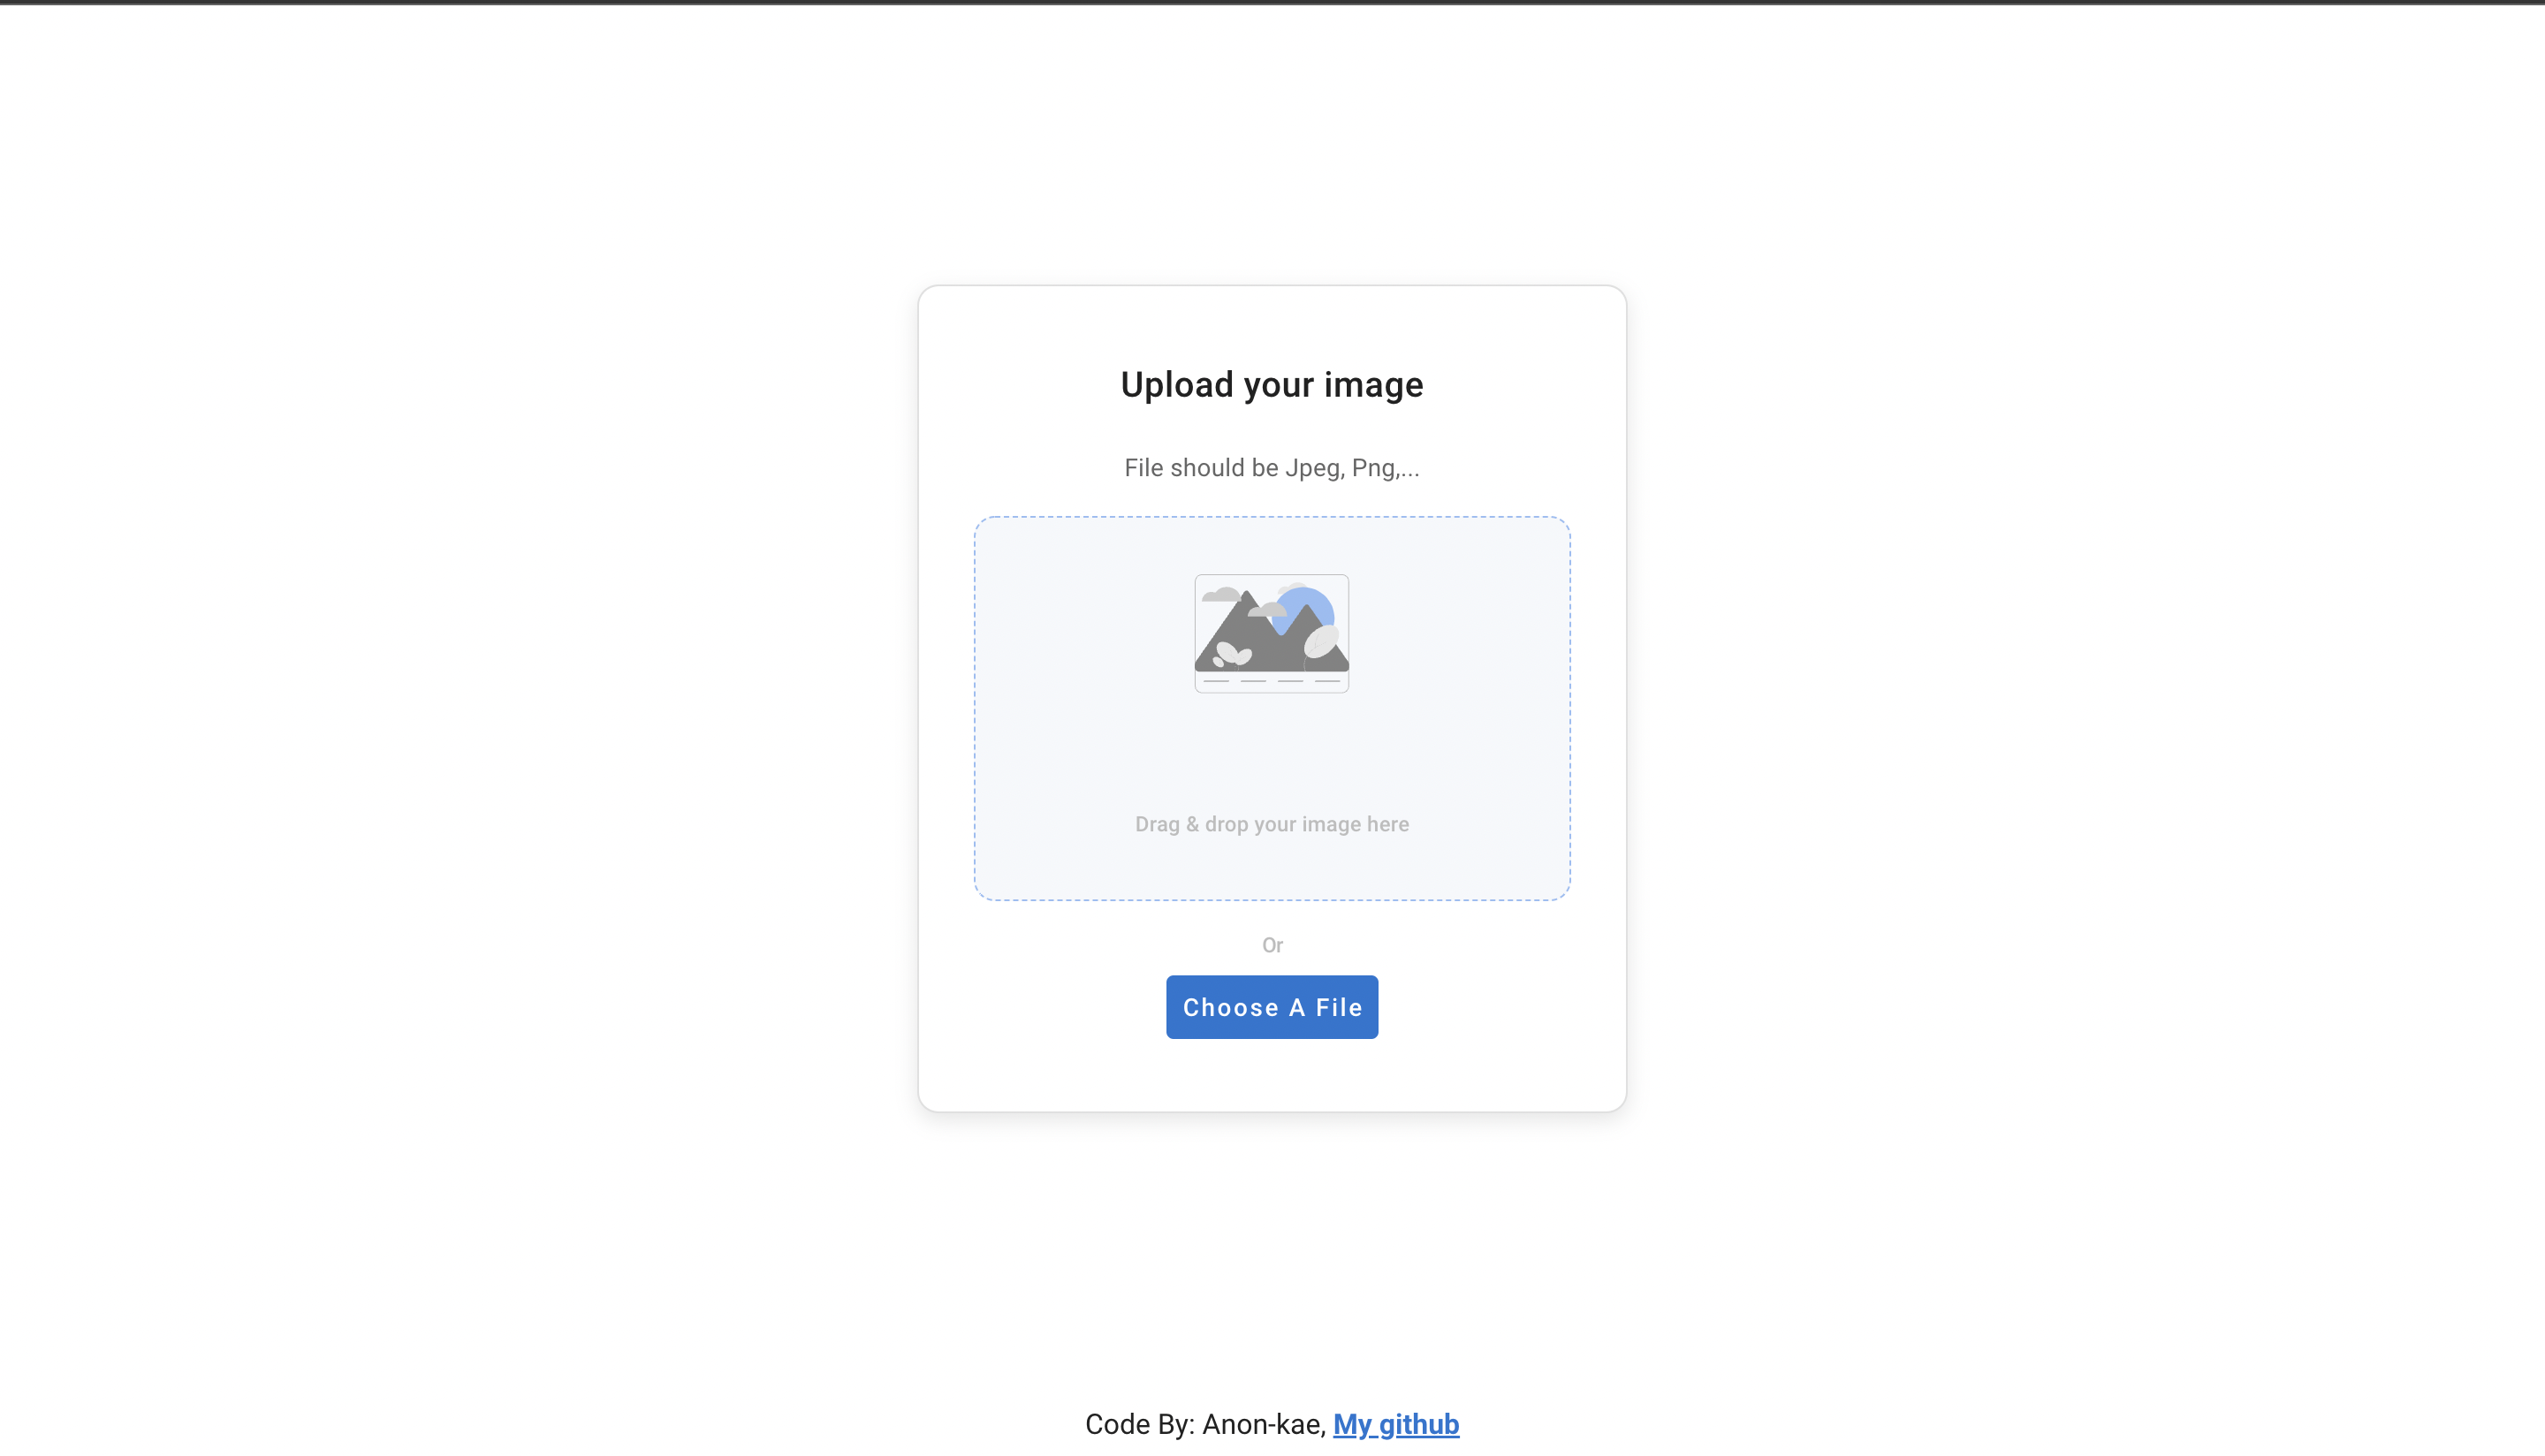 Upload your image
File should be Jpeg, Png,...
Drag & drop your image here
Or
Choose A File
Code By: Anon-kae, My github